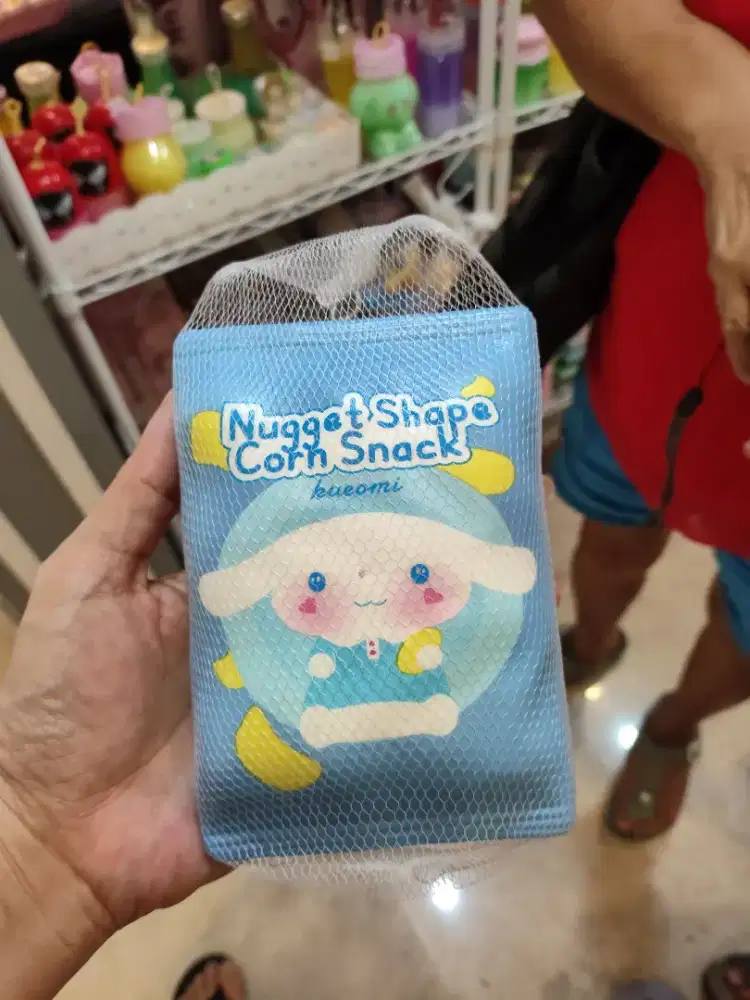 Nugget Shape
Corn Snack
kueomi